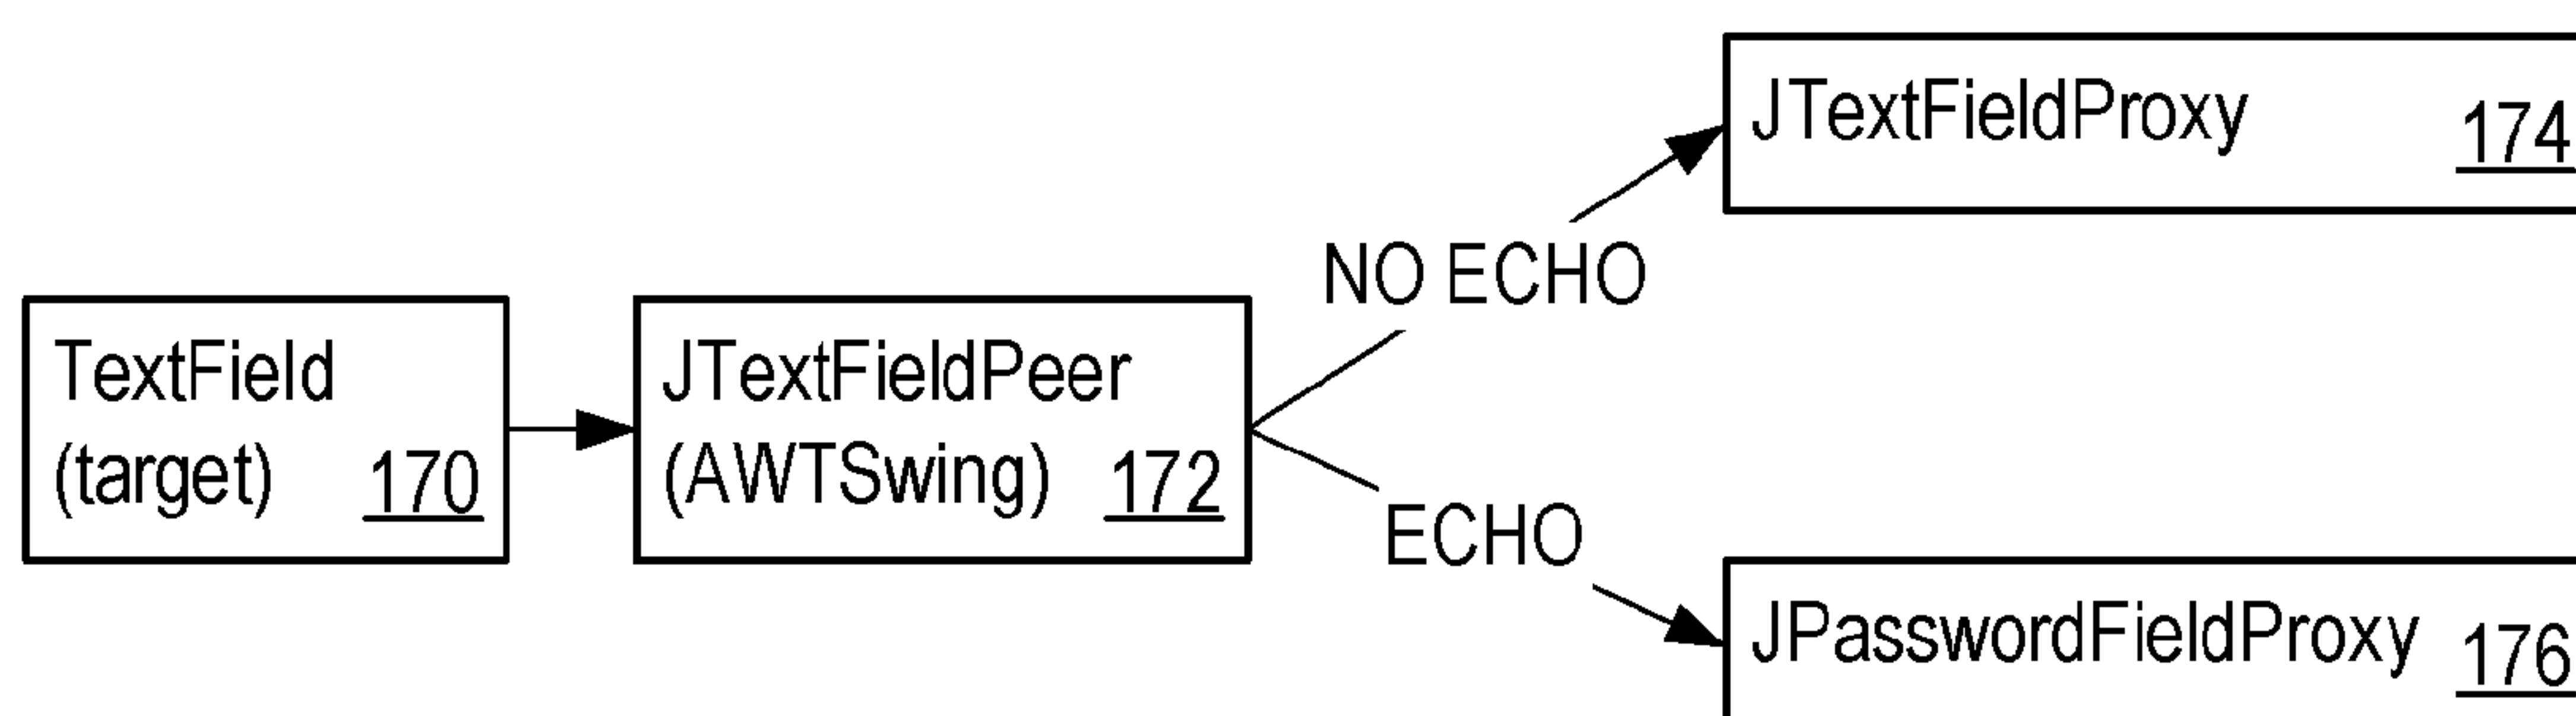 JTextFieldProxy 174
NO ECHO
TextField
(target) 170
JTextFieldPeer
(AWTSwing) 172
ECHO
JPasswordFieldProxy 176